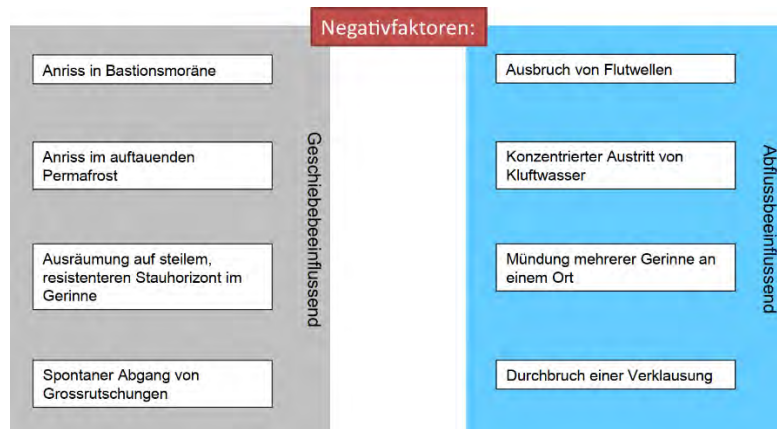 Negativfaktoren:
Anriss in Bastionsmoräne
Anriss im auftauenden
Permafrost
Ausräumung auf steilem,
resistenteren Stauhorizont im
Gerinne
Spontaner Abgang von
Grossrutschungen
Geschiebebeeinflussend
Ausbruch von Flutwellen
Konzentrierter Austritt von
Kluftwasser
Mündung mehrerer Gerinne an
einem Ort
Durchbruch einer Verklausung
Abflussbeeinflussend